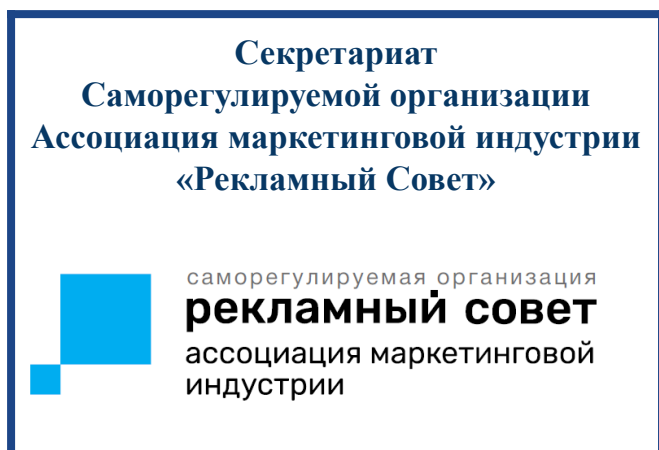 Секретариат
Саморегулируемой организации
Ассоциация маркетинговой индустрии
«Рекламный Совет»
саморегулируемая организация
рекламный совет
ассоциация маркетинговой
индустрии